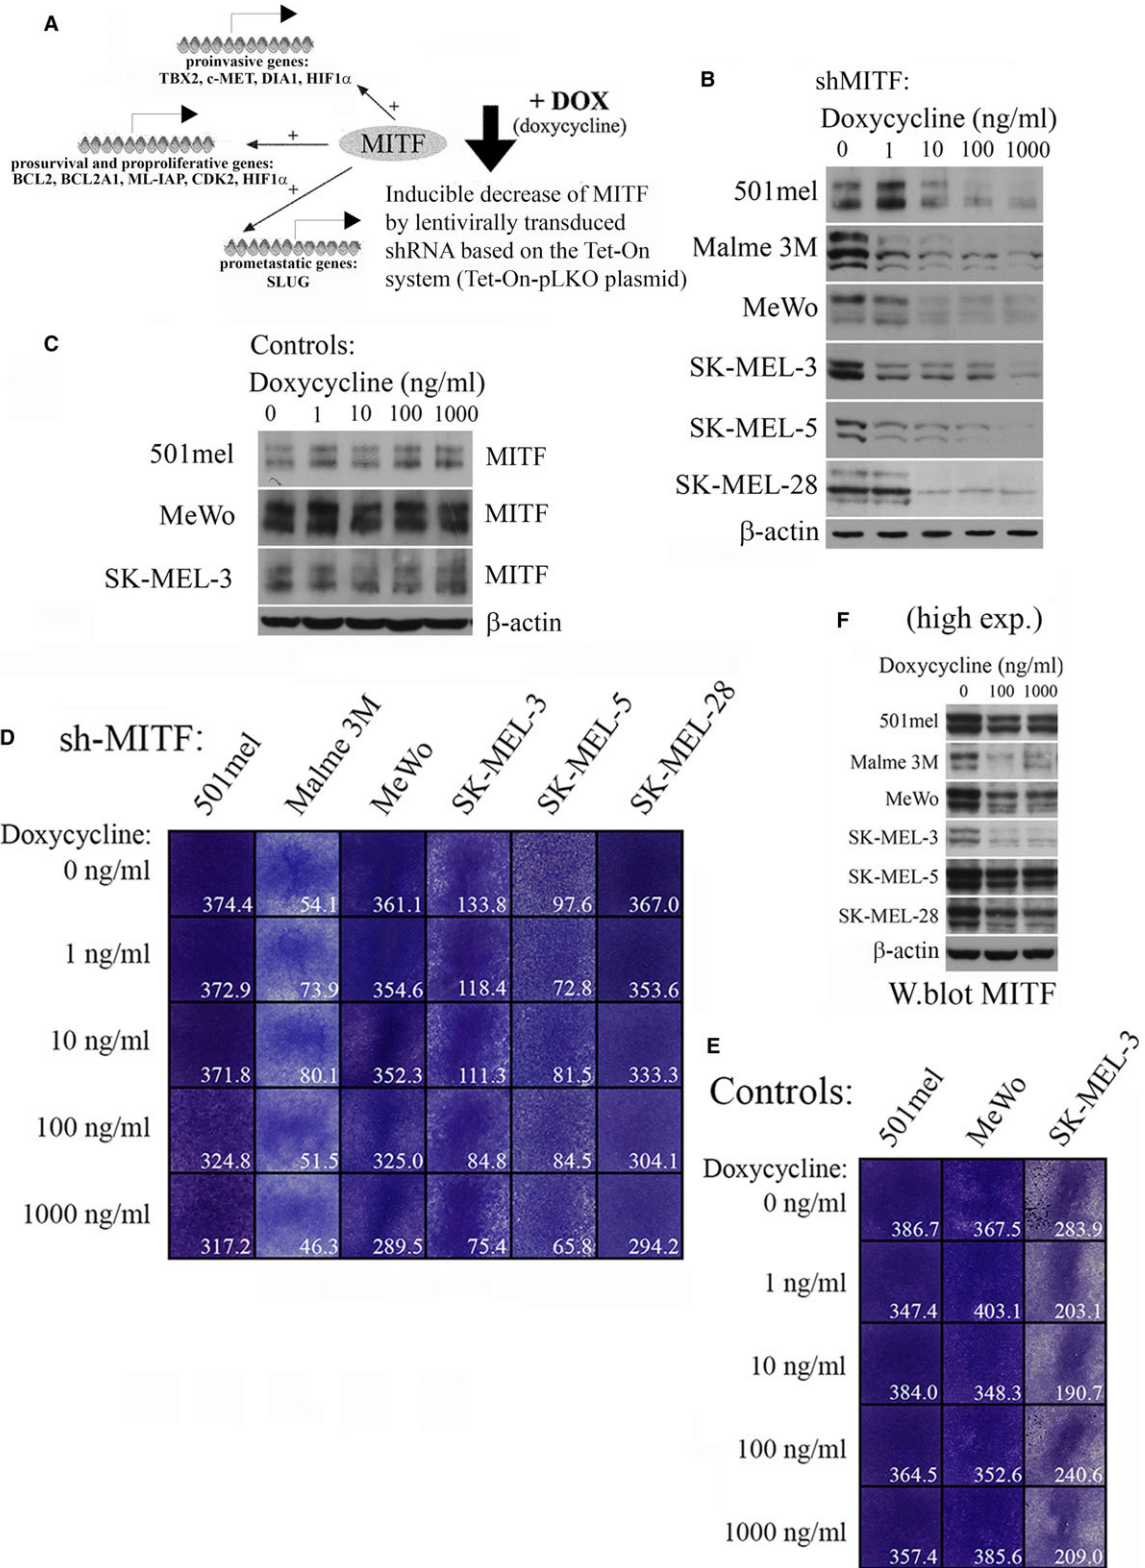 A
proinvasive genes:
TBX2, c-MET, DIA1, HIF1α
+
+
+
MITF
prosurvival and proproliferative genes:
BCL2, BCL2A1, ML-IAP, CDK2, HIF1α
prometastatic genes:
SLUG
+ DOX
(doxycycline)
Inducible decrease of MITF
by lentivirally transduced
shRNA based on the Tet-On
system (Tet-On-pLKO plasmid)
B
shMITF:
Doxycycline (ng/ml)
0 1 10 100 1000
501mel
Malme 3M
MeWo
SK-MEL-3
SK-MEL-5
SK-MEL-28
β-actin
C
Controls:
Doxycycline (ng/ml)
0 1 10 100 1000
501mel MITF
MeWo MITF
SK-MEL-3 MITF
β-actin
F
(high exp.)
Doxycycline (ng/ml)
0 100 1000
501mel
Malme 3M
MeWo
SK-MEL-3
SK-MEL-5
SK-MEL-28
β-actin
W.blot MITF
D
sh-MITF:
501mel Malme 3M MeWo SK-MEL-3 SK-MEL-5 SK-MEL-28
Doxycycline:
0 ng/ml 374.4 54.1 361.1 133.8 97.6 367.0
1 ng/ml 372.9 73.9 354.6 118.4 72.8 353.6
10 ng/ml 371.8 80.1 352.3 111.3 81.5 333.3
100 ng/ml 324.8 51.5 325.0 84.8 84.5 304.1
1000 ng/ml 317.2 46.3 289.5 75.4 65.8 294.2
E
Controls:
501mel MeWo SK-MEL-3
Doxycycline:
0 ng/ml 386.7 367.5 283.9
1 ng/ml 347.4 403.1 203.1
10 ng/ml 384.0 348.3 190.7
100 ng/ml 364.5 352.6 240.6
1000 ng/ml 357.4 385.6 209.0